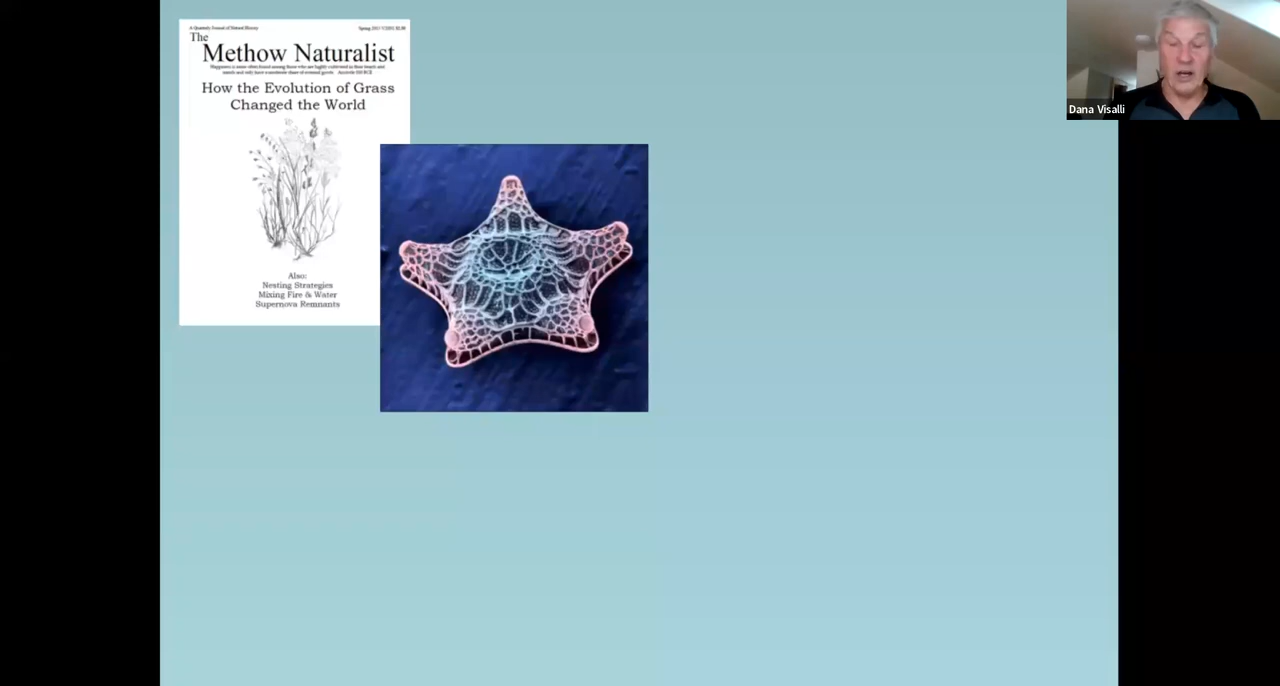 A Quarterly Journal of Natural History
The
Methow Naturalist
How the Evolution of Grass
Changed the World
Also:
Nesting Strategies
Mixing Fire & Water
Supernova Remnants
Dana Visalli